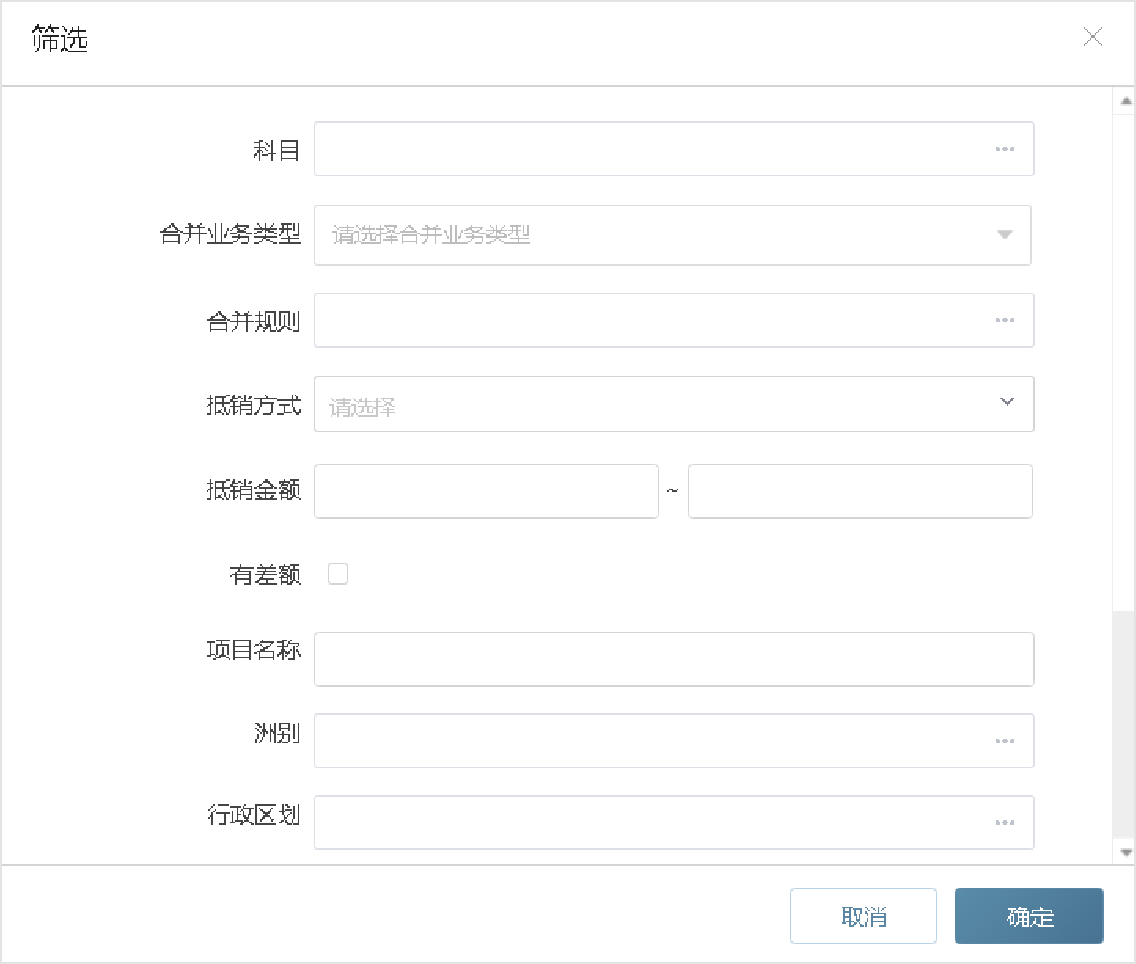 筛选
科目
合并业务类型 请选择合并业务类型
合并规则
抵销方式 请选择
抵销金额 ~
有差额
项目名称
洲别
行政区划
取消 确定